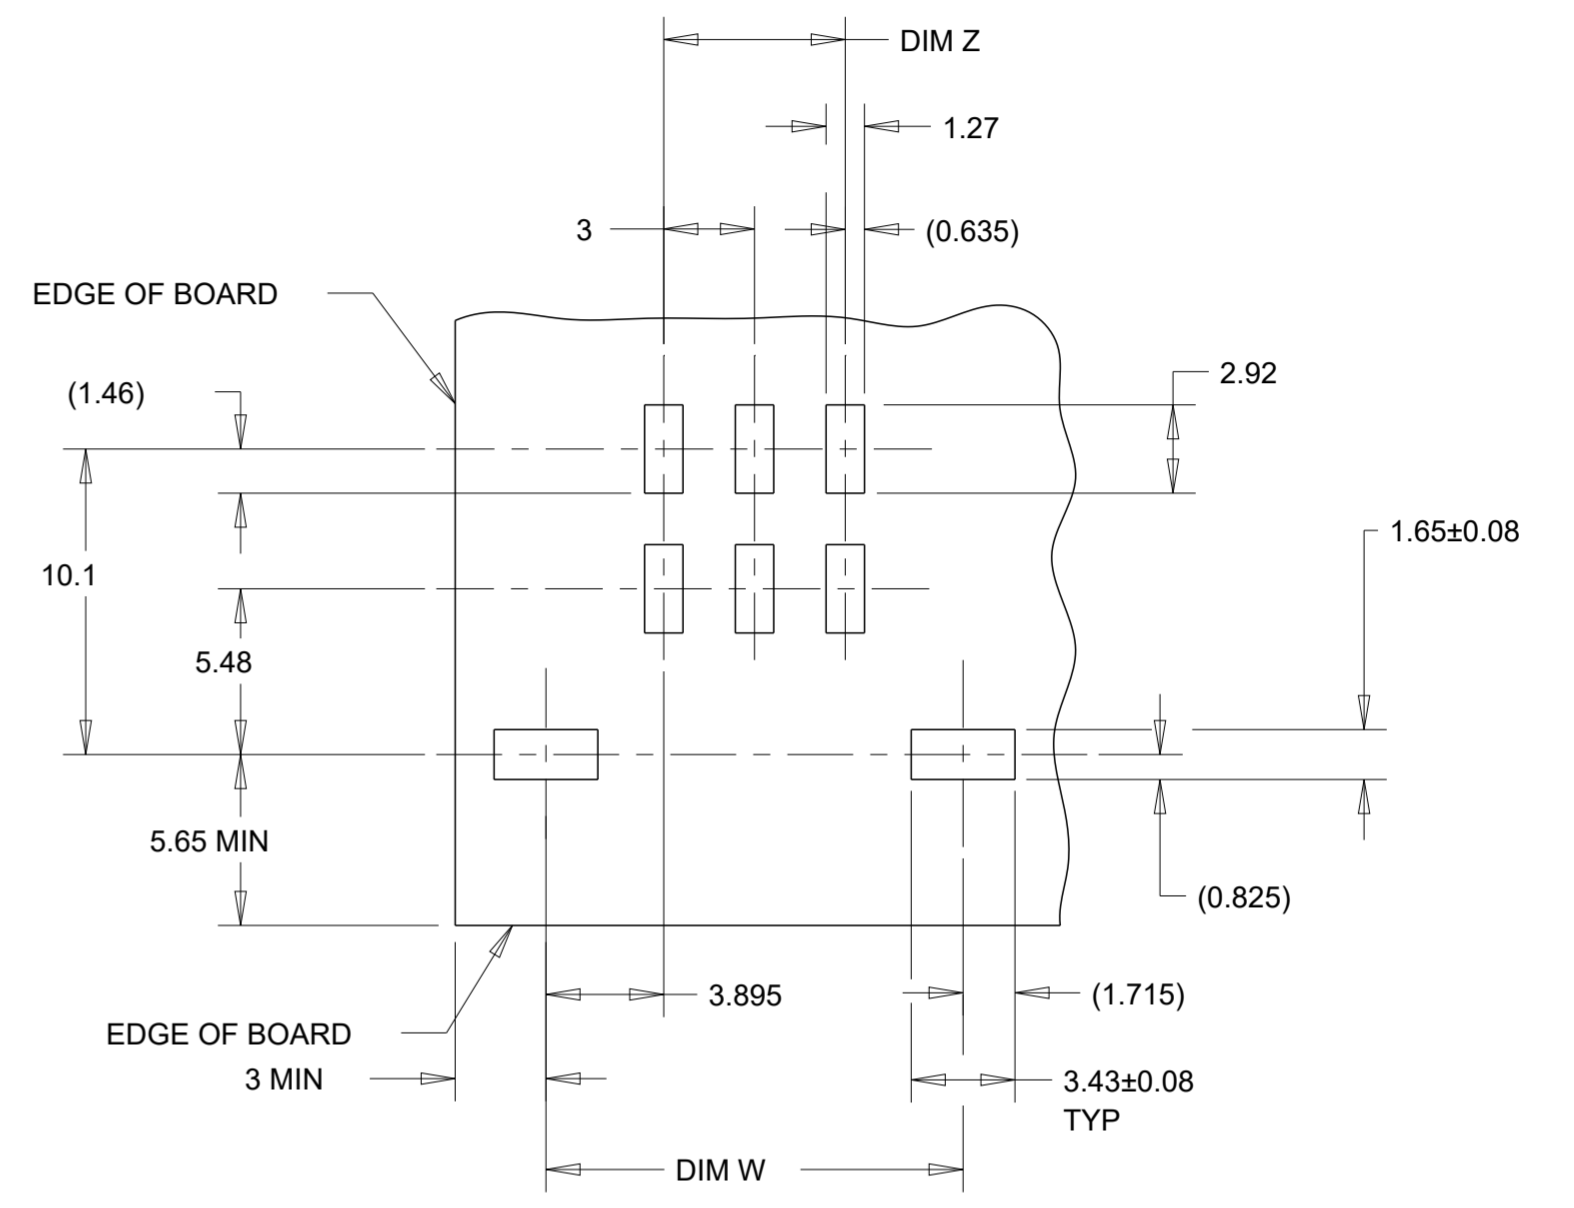 DIM Z
1.27
3
(0.635)
EDGE OF BOARD
2.92
(1.46)
1.65±0.08
10.1
5.48
5.65 MIN
(0.825)
3.895
(1.715)
EDGE OF BOARD
3 MIN
3.43±0.08
TYP
DIM W